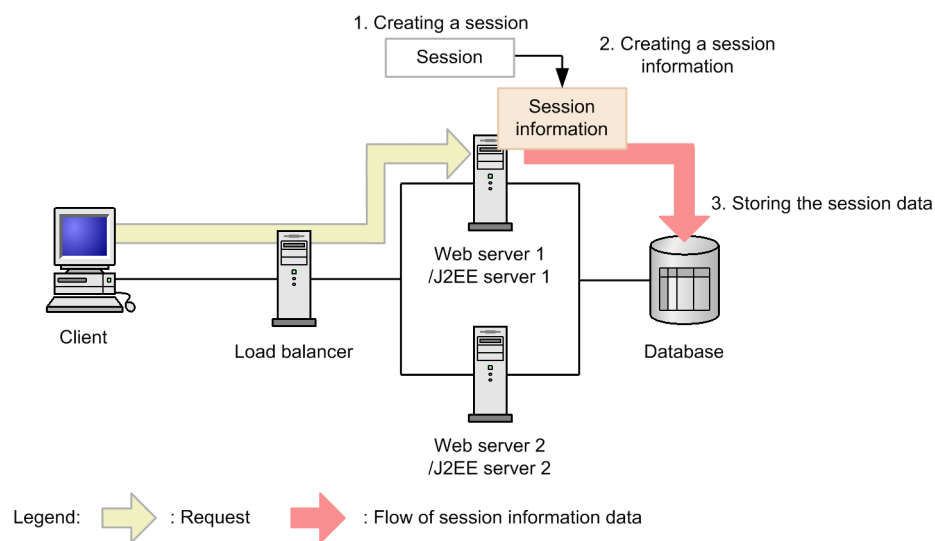 1. Creating a session
Session
2. Creating a session
information
Session
information
3. Storing the session data
Web server 1
/J2EE server 1
Client
Load balancer
Database
Web server 2
/J2EE server 2
Legend: : Request : Flow of session information data